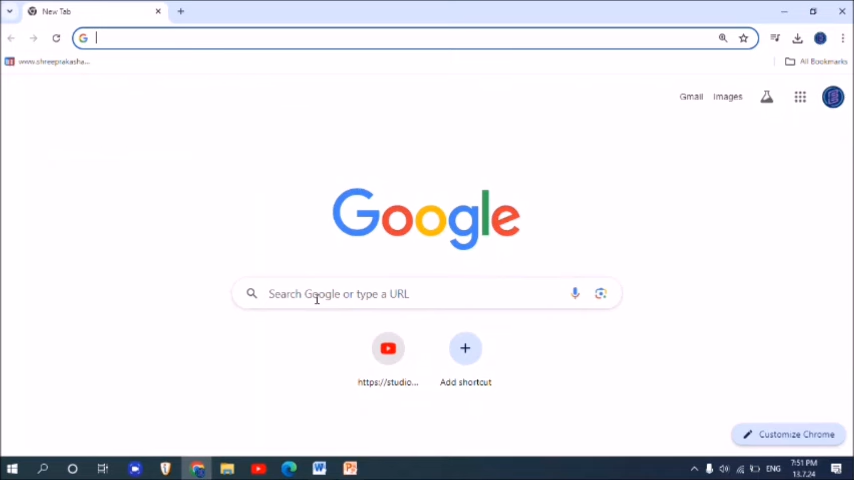 New Tab
www.shreeprakasha...
All Bookmarks
Gmail Images
Google
Search Google or type a URL
https://studio...
Add shortcut
Customize Chrome
ENG
7:51 PM
13.7.24